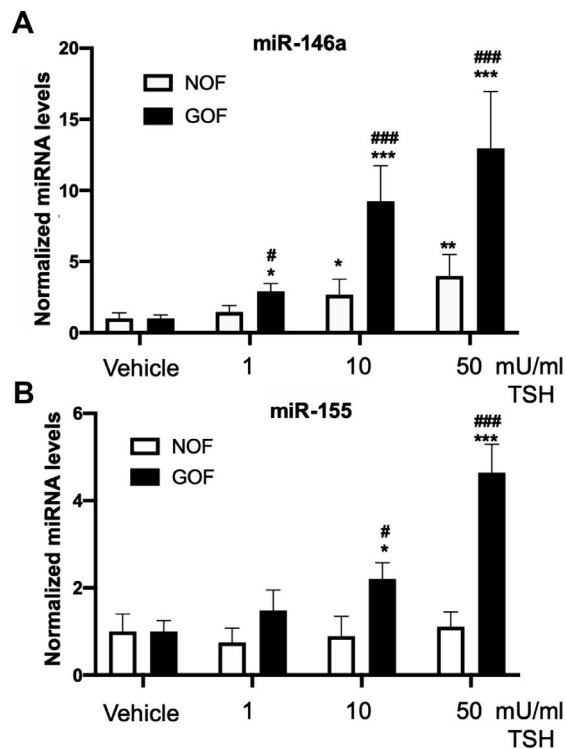 A
miR-146a
NOF
GOF
Normalized miRNA levels
20
15
10
5
0
###
***
###
***
#
*
*
**
Vehicle 1 10 50 mU/ml
TSH
B
miR-155
NOF
GOF
Normalized miRNA levels
6
4
2
0
###
***
#
*
Vehicle 1 10 50 mU/ml
TSH